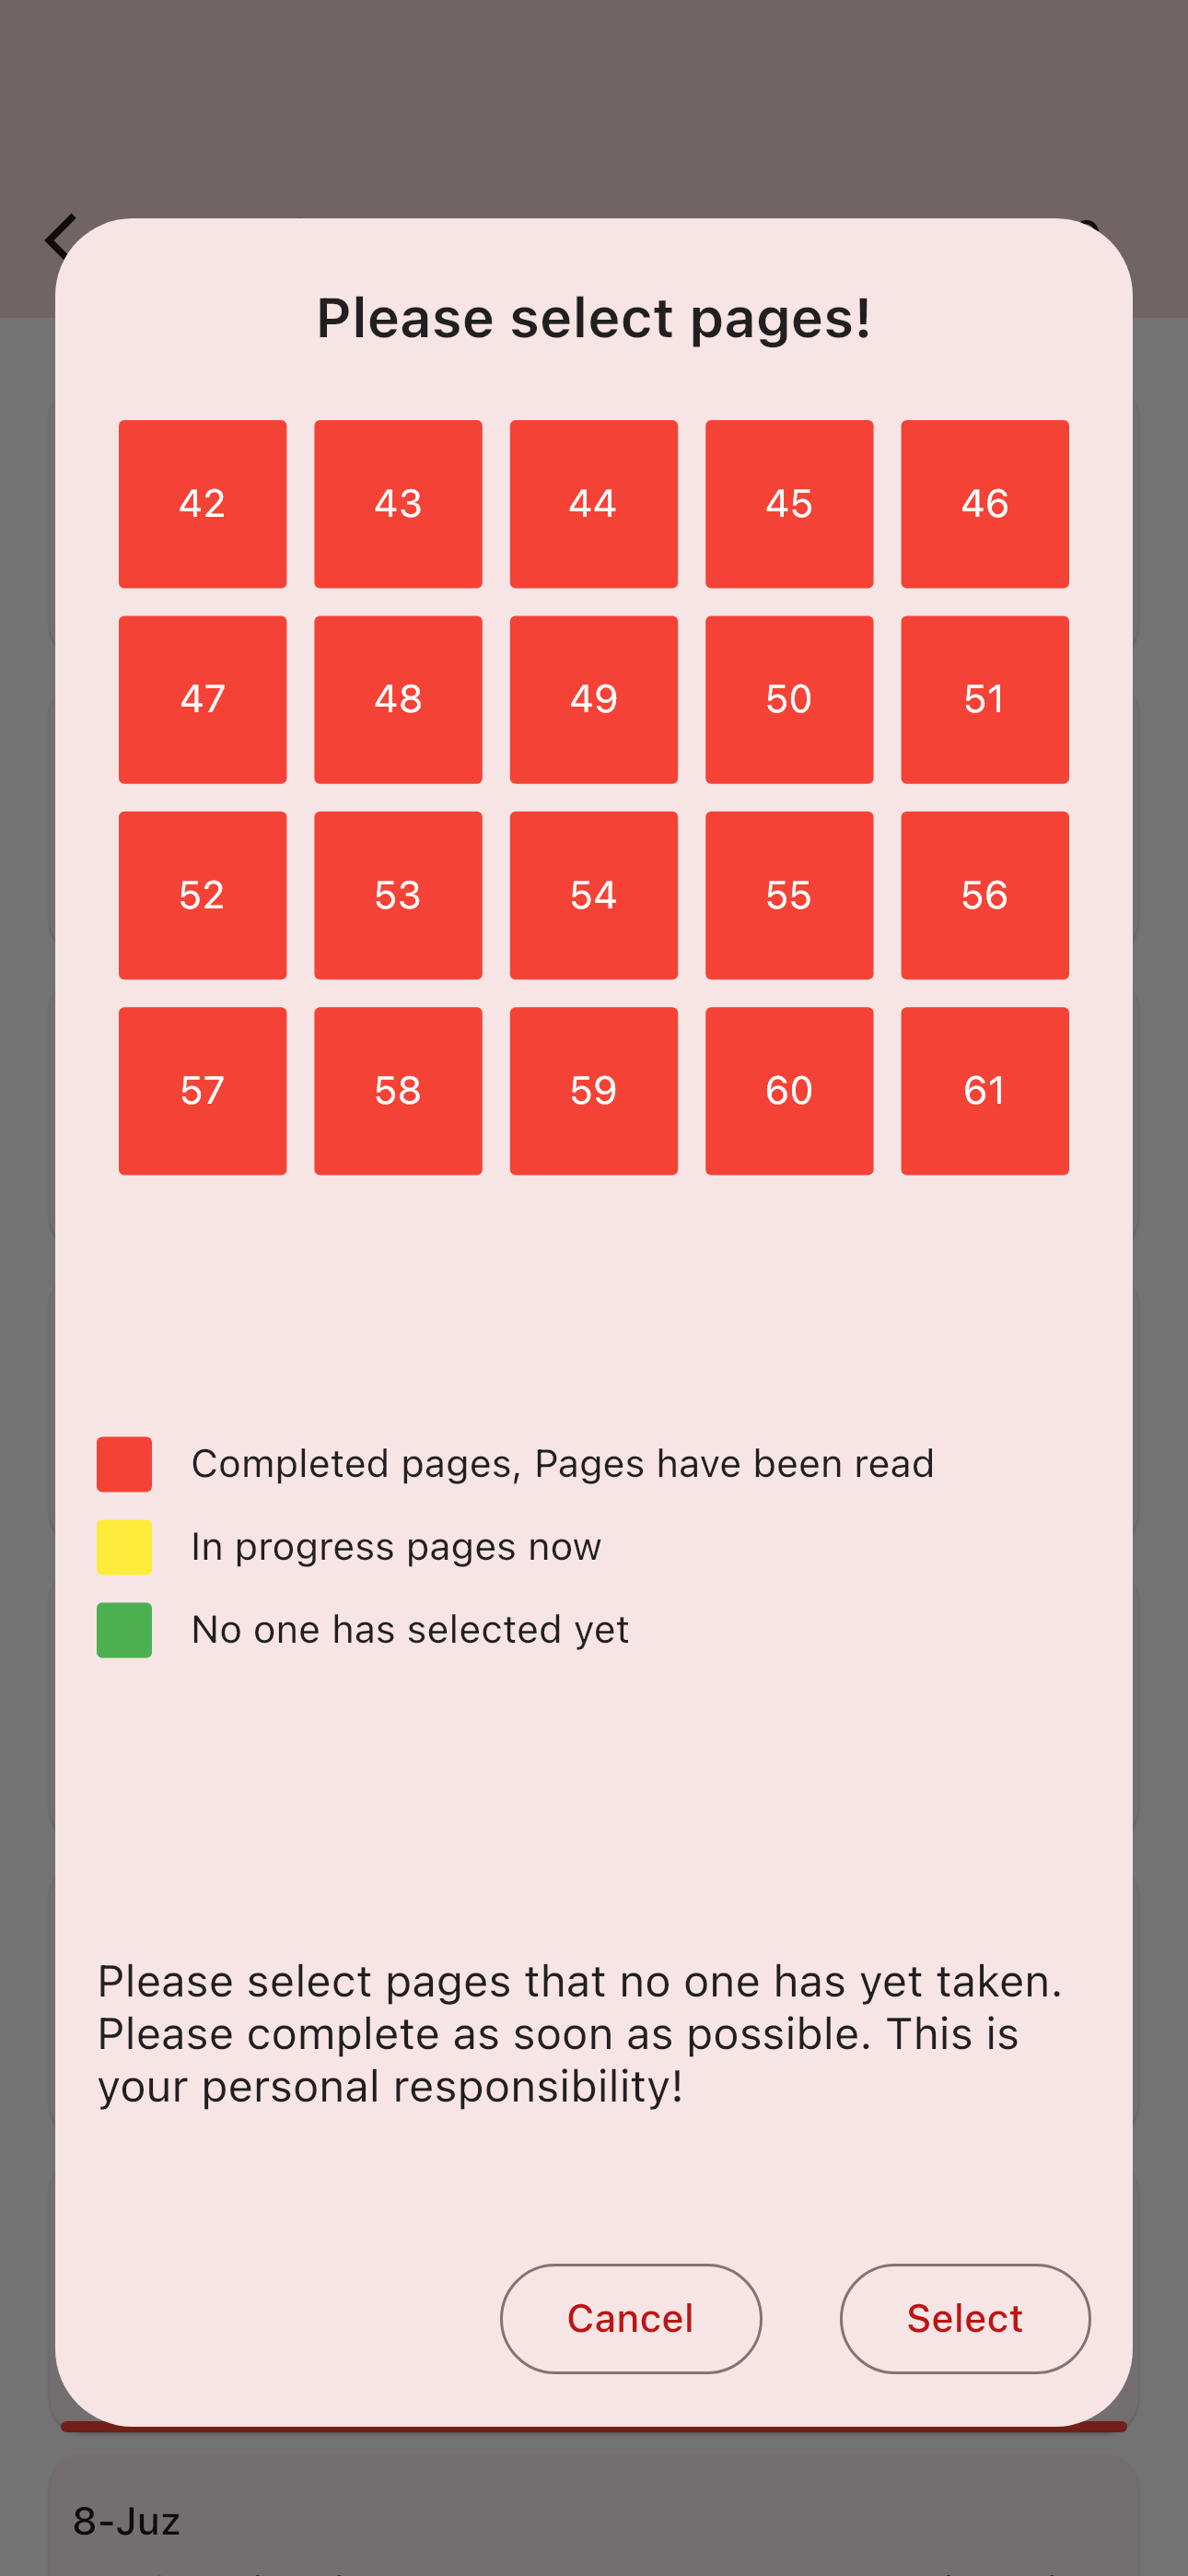 Please select pages!
42 43 44 45 46
47 48 49 50 51
52 53 54 55 56
57 58 59 60 61
Completed pages, Pages have been read
In progress pages now
No one has selected yet
Please select pages that no one has yet taken.
Please complete as soon as possible. This is
your personal responsibility!
Cancel Select
8-Juz